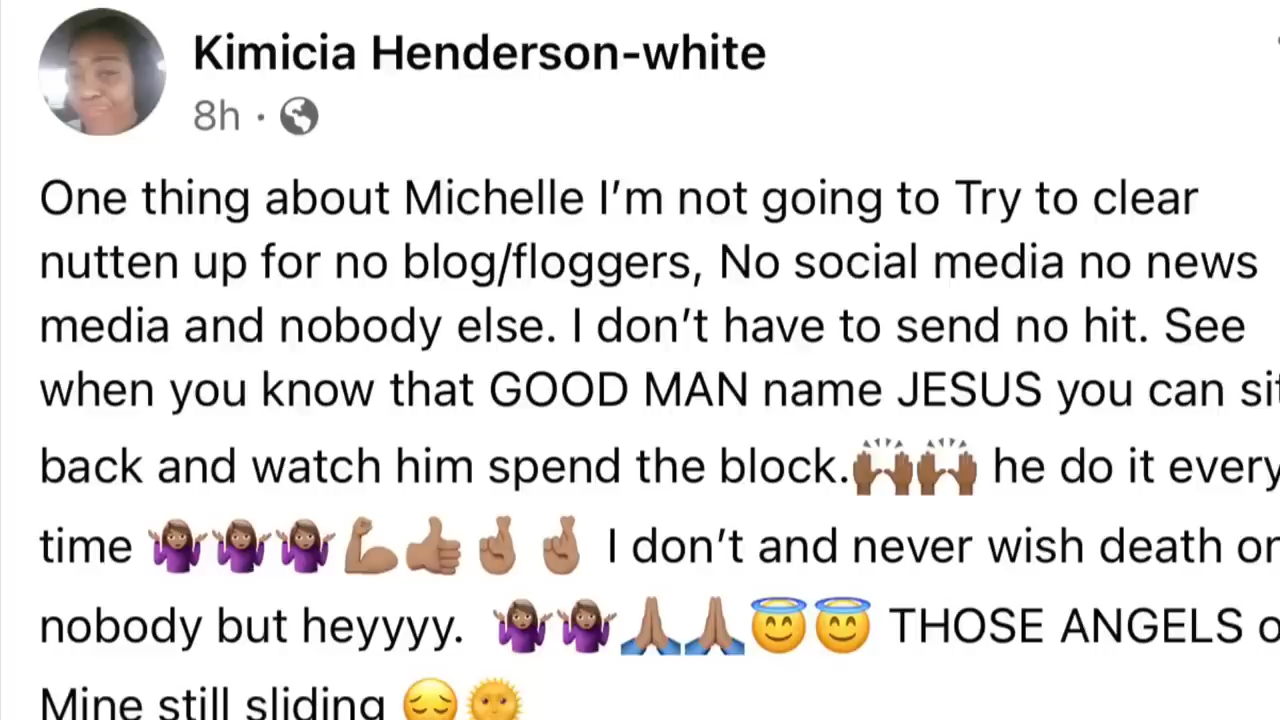 Kimicia Henderson-white
8h ·
One thing about Michelle I’m not going to Try to clear
nutten up for no blog/floggers, No social media no news
media and nobody else. I don’t have to send no hit. See
when you know that GOOD MAN name JESUS you can sit
back and watch him spend the block.🙌🏾🙌🏾 he do it every
time 🤷🏽‍♀️🤷🏽‍♀️🤷🏽‍♀️💪🏽👍🏽🤞🏽🤞🏽 I don’t and never wish death on
nobody but heyyyy. 🤷🏽‍♀️🤷🏽‍♀️🙏🏽🙏🏽😇😇 THOSE ANGELS o
Mine still sliding 😔🌞